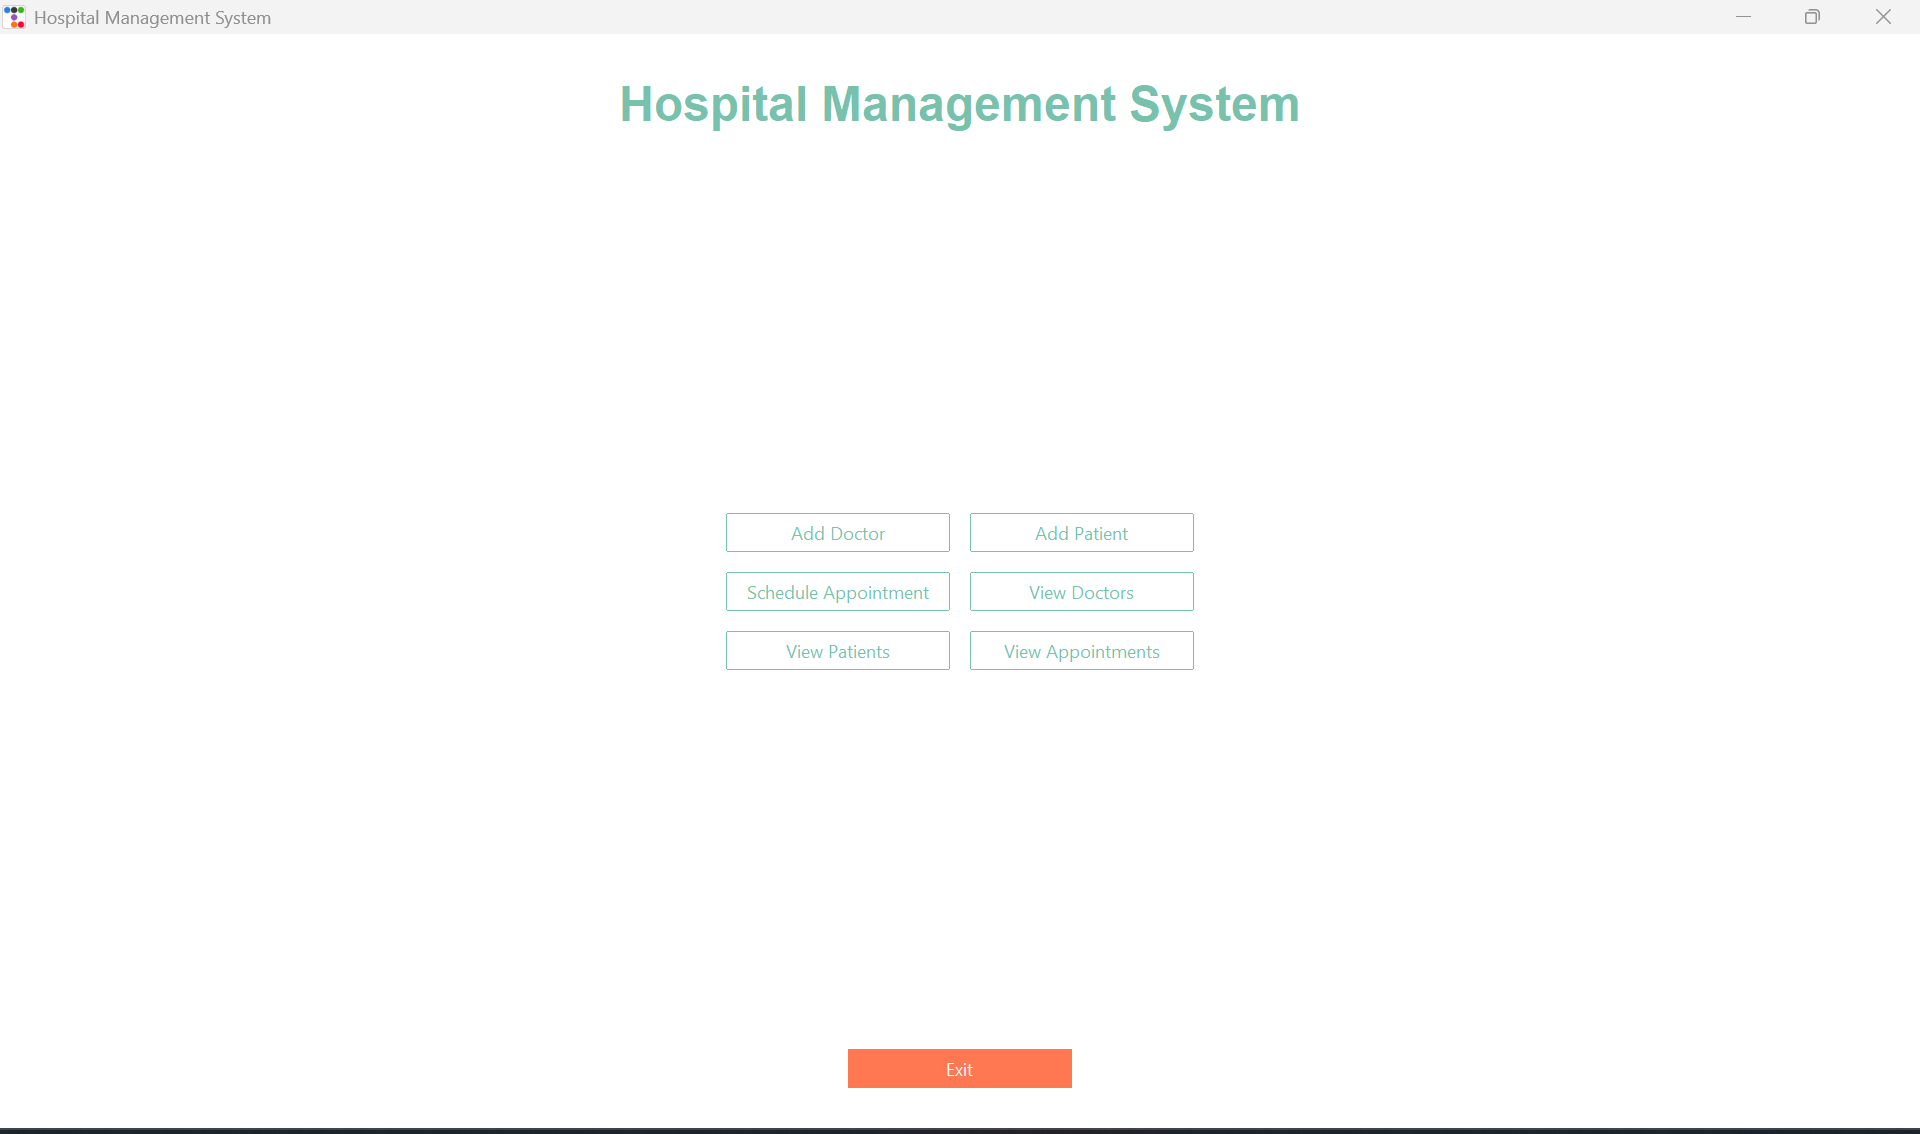 Hospital Management System
Hospital Management System
Add Doctor
Add Patient
Schedule Appointment
View Doctors
View Patients
View Appointments
Exit